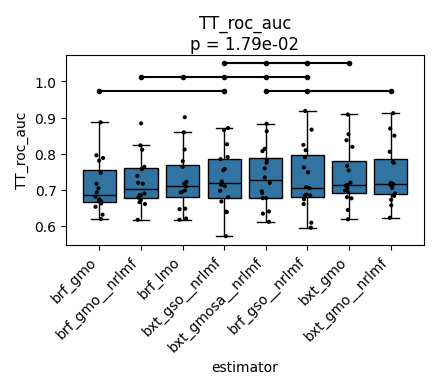 TT_roc_auc
p = 1.79e-02
TT_roc_auc
1.0
0.9
0.8
0.7
0.6
brf_gmo
brf_gmo__nrlmf
brf_lmo
bxt_gso__nrlmf
bxt_gmosa__nrlmf
brf_gso__nrlmf
bxt_gmo
bxt_gmo__nrlmf
estimator